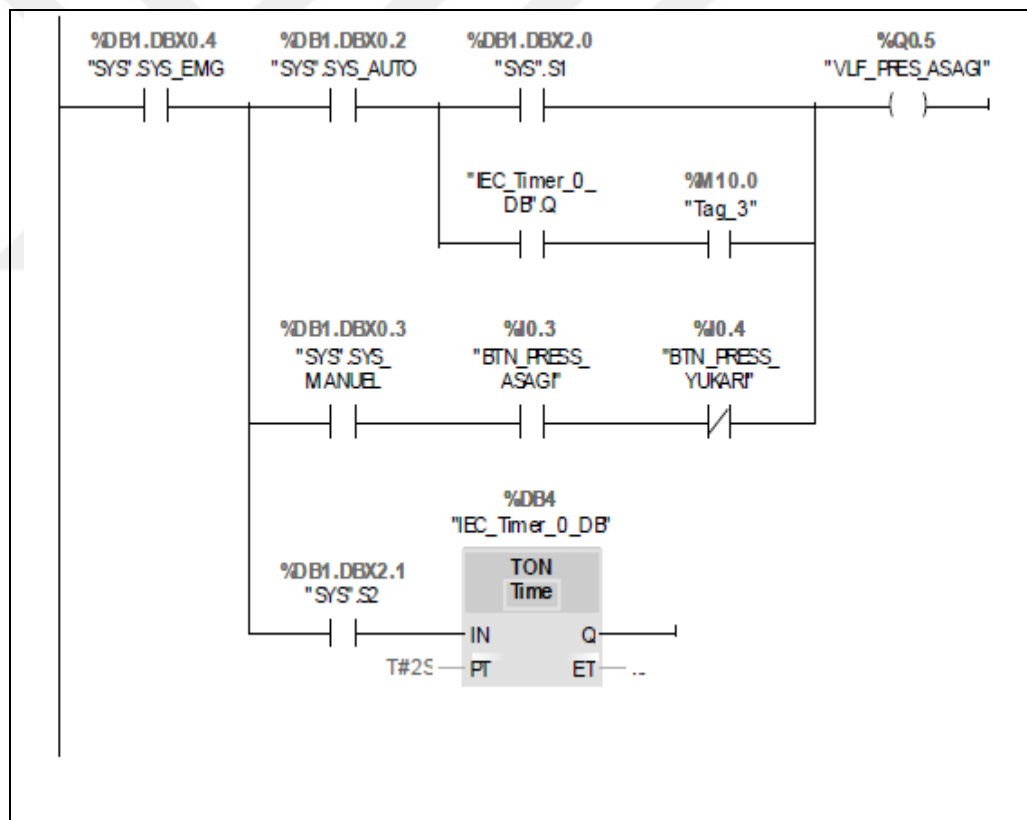 %DB1.DBX0.4 %DB1.DBX0.2 %DB1.DBX2.0 %Q0.5
"SYS".SYS_EMG "SYS".SYS_AUTO "SYS".S1 "VLF_PRES_ASAGI"
"IEC_Timer_0_ %M10.0
DB".Q "Tag_3"
%DB1.DBX0.3 %I0.3 %I0.4
"SYS".SYS_ "BTN_PRESS_ "BTN_PRESS_
MANUEL ASAGI" YUKARI"
%DB4
"IEC_Timer_0_DB"
%DB1.DBX2.1 TON
"SYS".S2 Time
IN Q
T#2S PT ET ...